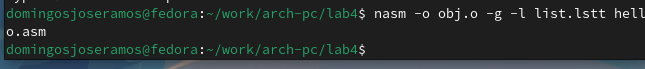 domingosjoseramos@fedora:~/work/arch-pc/lab4$ nasm -o obj.o -g -l list.lstt hell
o.asm
domingosjoseramos@fedora:~/work/arch-pc/lab4$